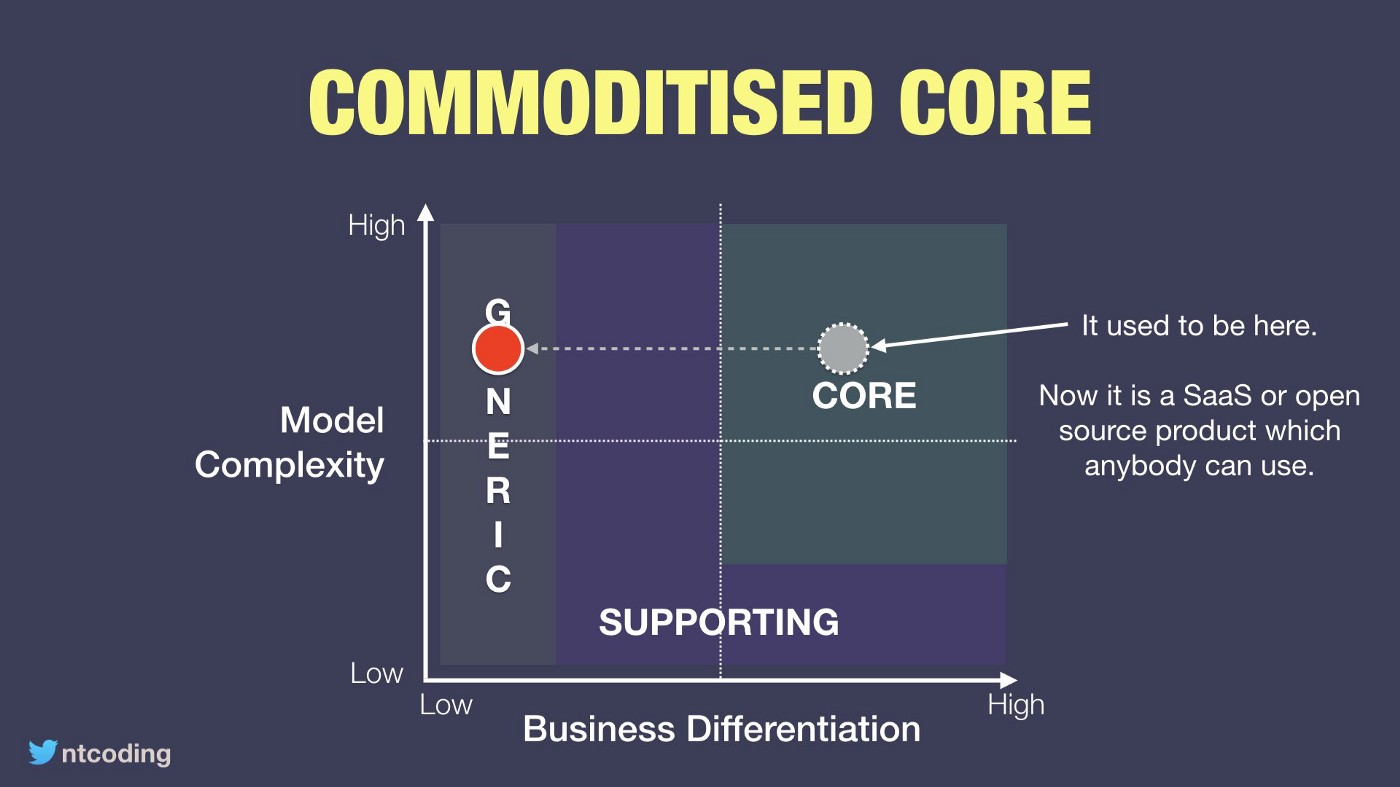 COMMODITISED CORE
High
G
N
E
R
I
C
CORE
SUPPORTING
Model
Complexity
Low
Low
High
Business Differentiation
It used to be here.
Now it is a SaaS or open
source product which
anybody can use.
ntcoding